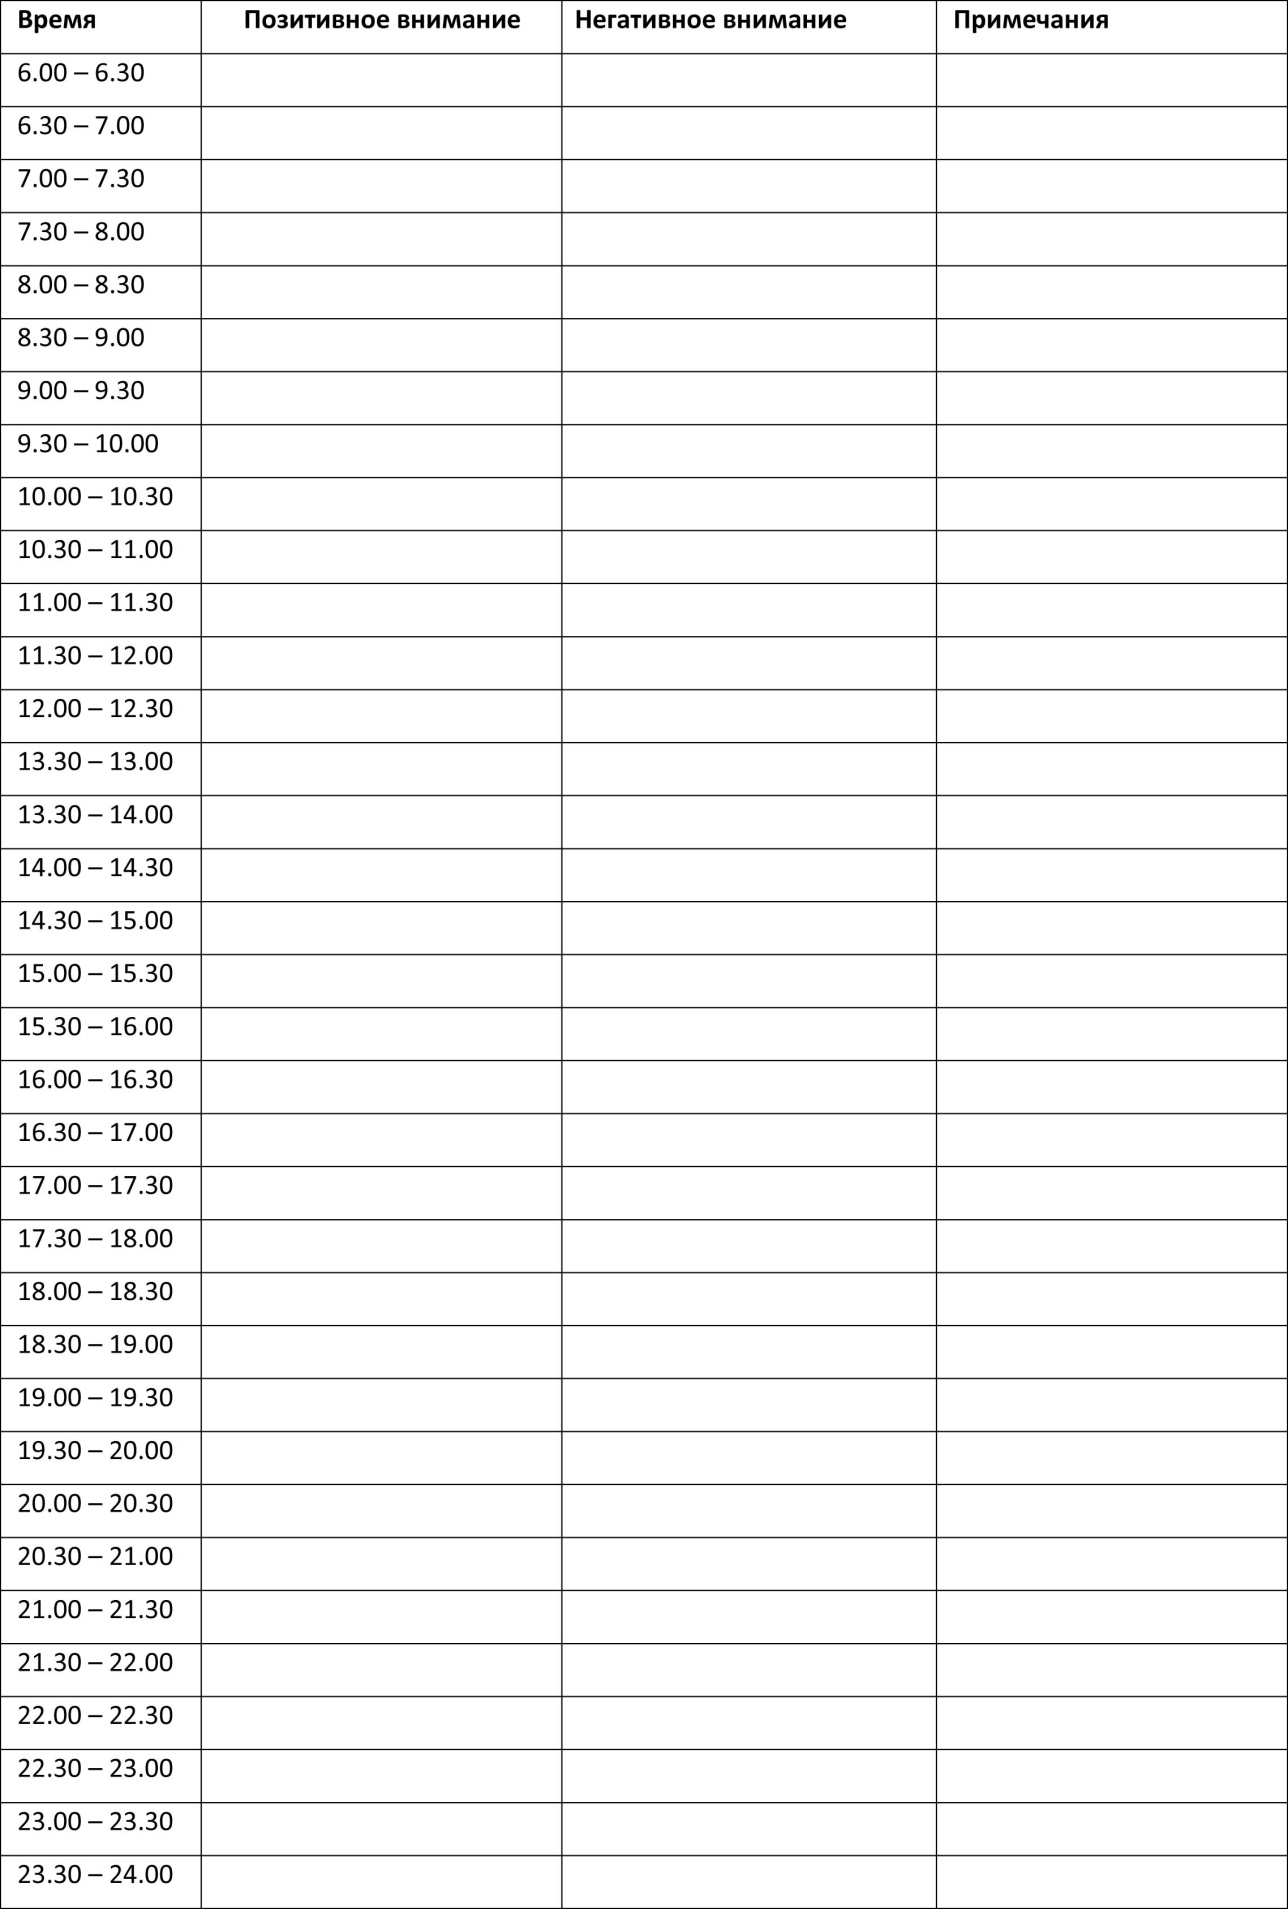 Время Позитивное внимание Негативное внимание Примечания
6.00 – 6.30
6.30 – 7.00
7.00 – 7.30
7.30 – 8.00
8.00 – 8.30
8.30 – 9.00
9.00 – 9.30
9.30 – 10.00
10.00 – 10.30
10.30 – 11.00
11.00 – 11.30
11.30 – 12.00
12.00 – 12.30
13.30 – 13.00
13.30 – 14.00
14.00 – 14.30
14.30 – 15.00
15.00 – 15.30
15.30 – 16.00
16.00 – 16.30
16.30 – 17.00
17.00 – 17.30
17.30 – 18.00
18.00 – 18.30
18.30 – 19.00
19.00 – 19.30
19.30 – 20.00
20.00 – 20.30
20.30 – 21.00
21.00 – 21.30
21.30 – 22.00
22.00 – 22.30
22.30 – 23.00
23.00 – 23.30
23.30 – 24.00